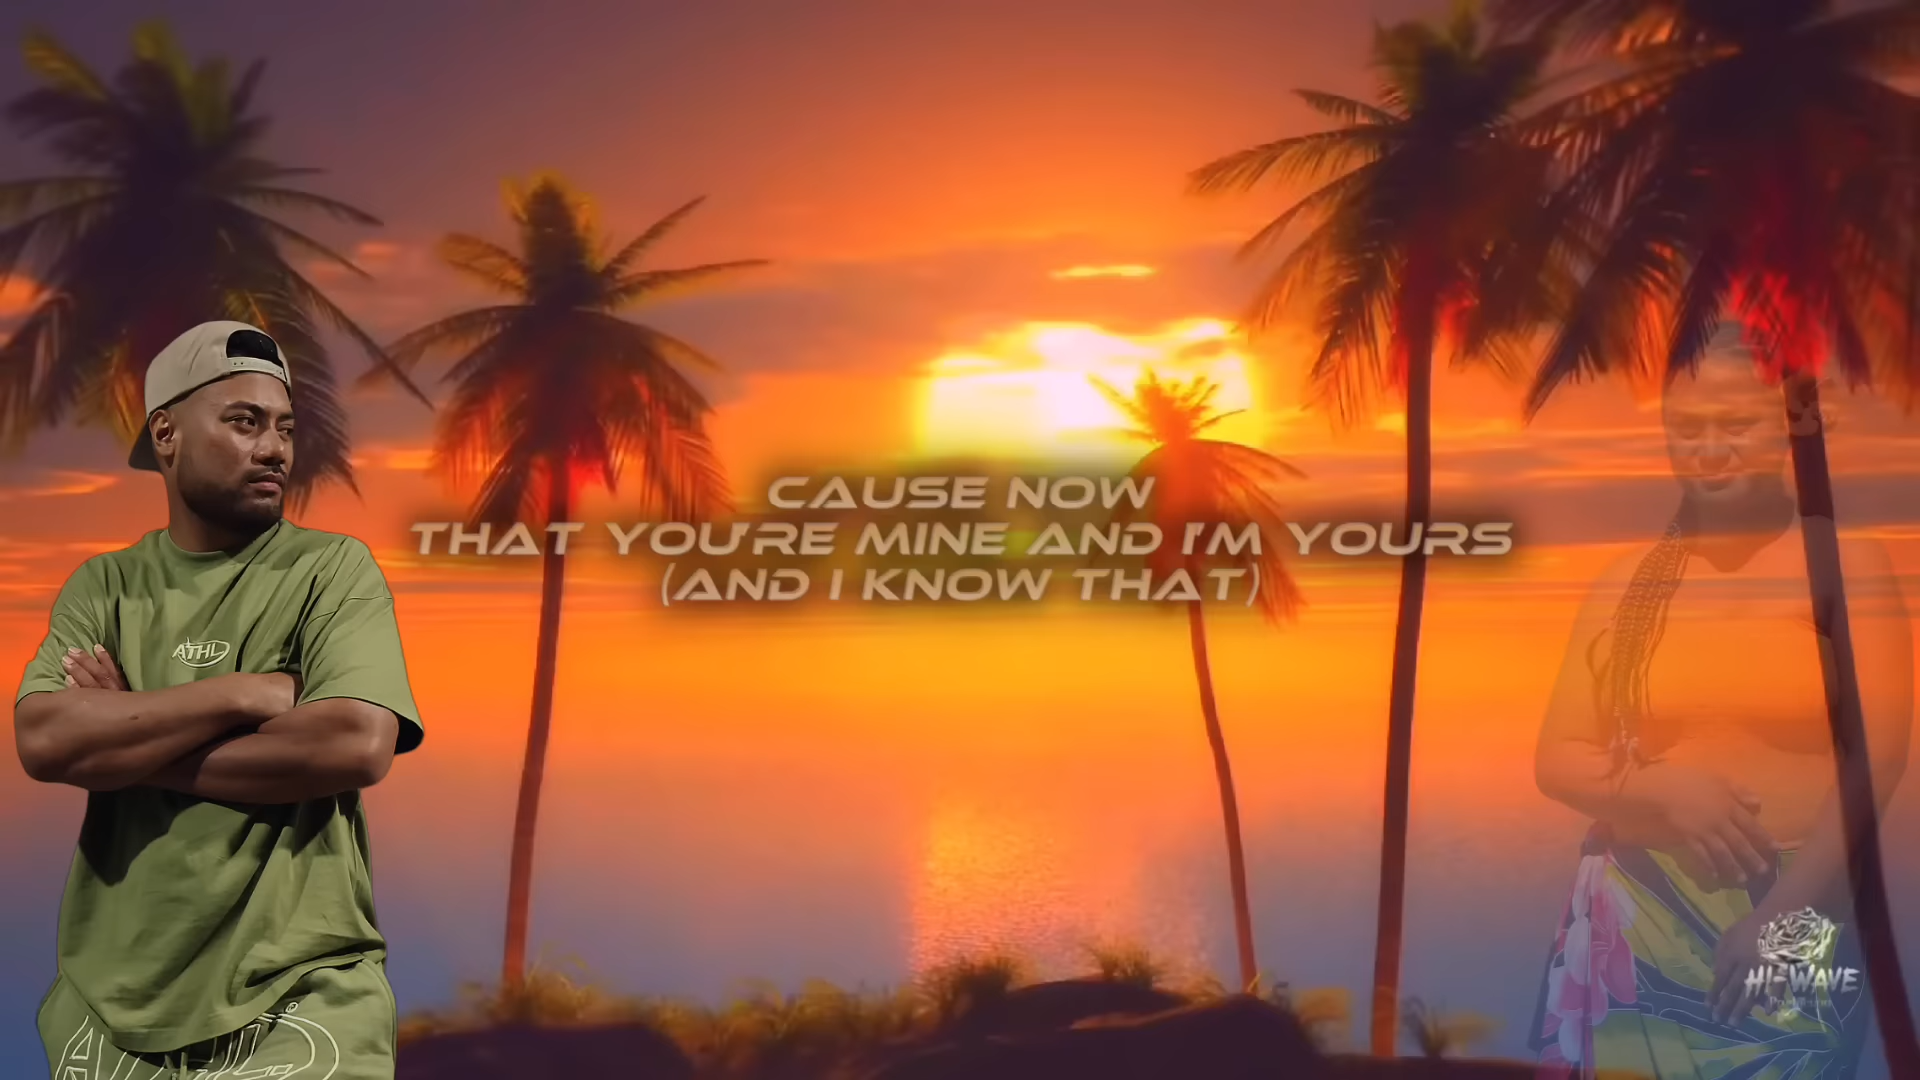 CAUSE NOW
THAT YOU'RE MINE AND I'M YOURS
(AND I KNOW THAT)
ATHL
HI-WAVE